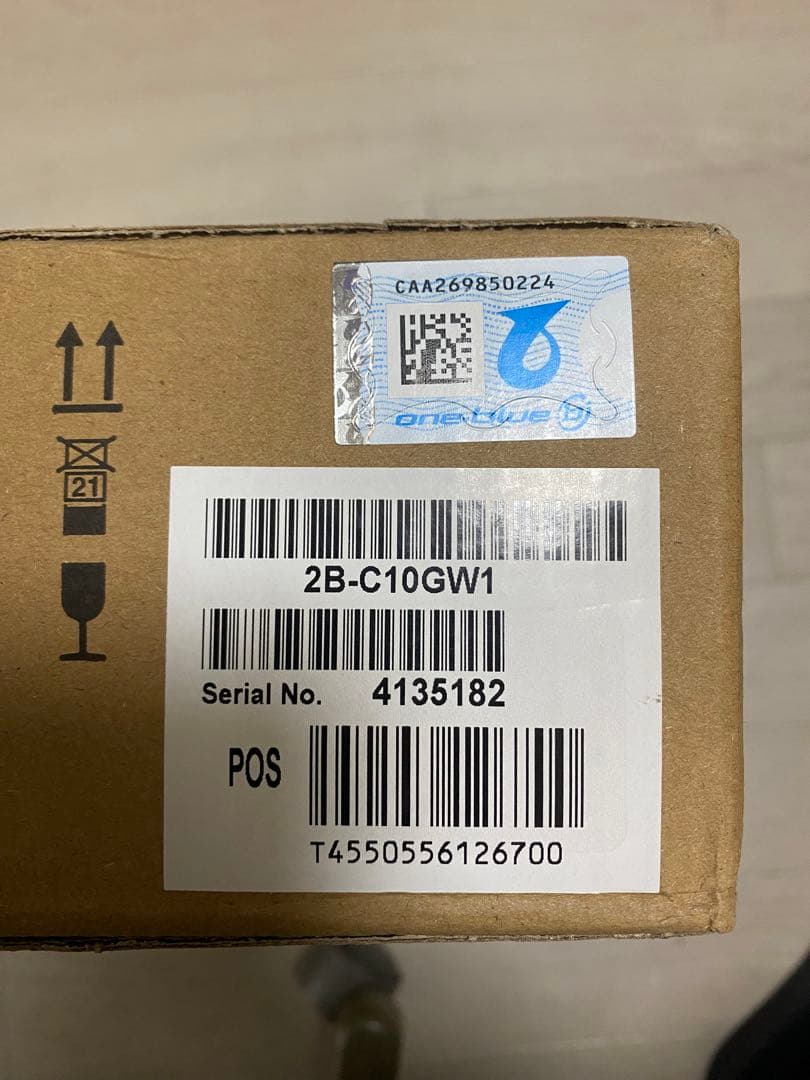 CAA269850224
one-blue
21
2B-C10GW1
Serial No. 4135182
POS
T4550556126700